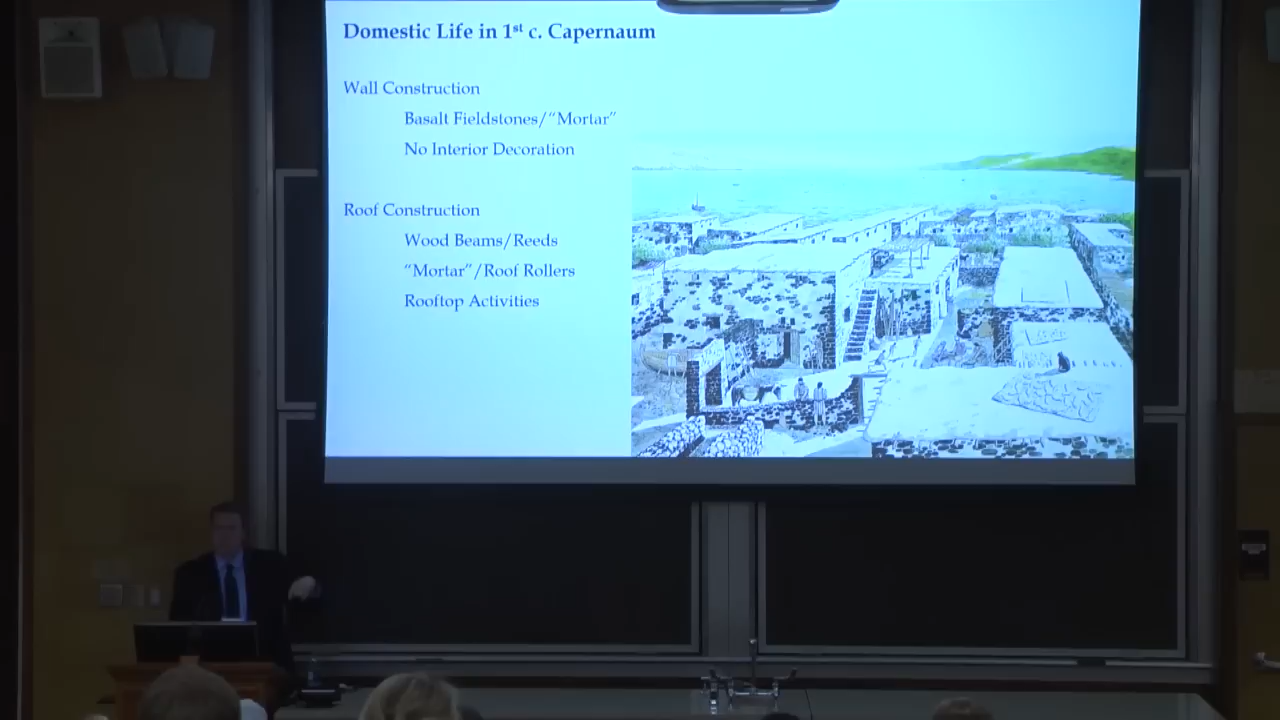 Domestic Life in 1st c. Capernaum
Wall Construction
Basalt Fieldstones/“Mortar”
No Interior Decoration
Roof Construction
Wood Beams/Reeds
“Mortar”/Roof Rollers
Rooftop Activities